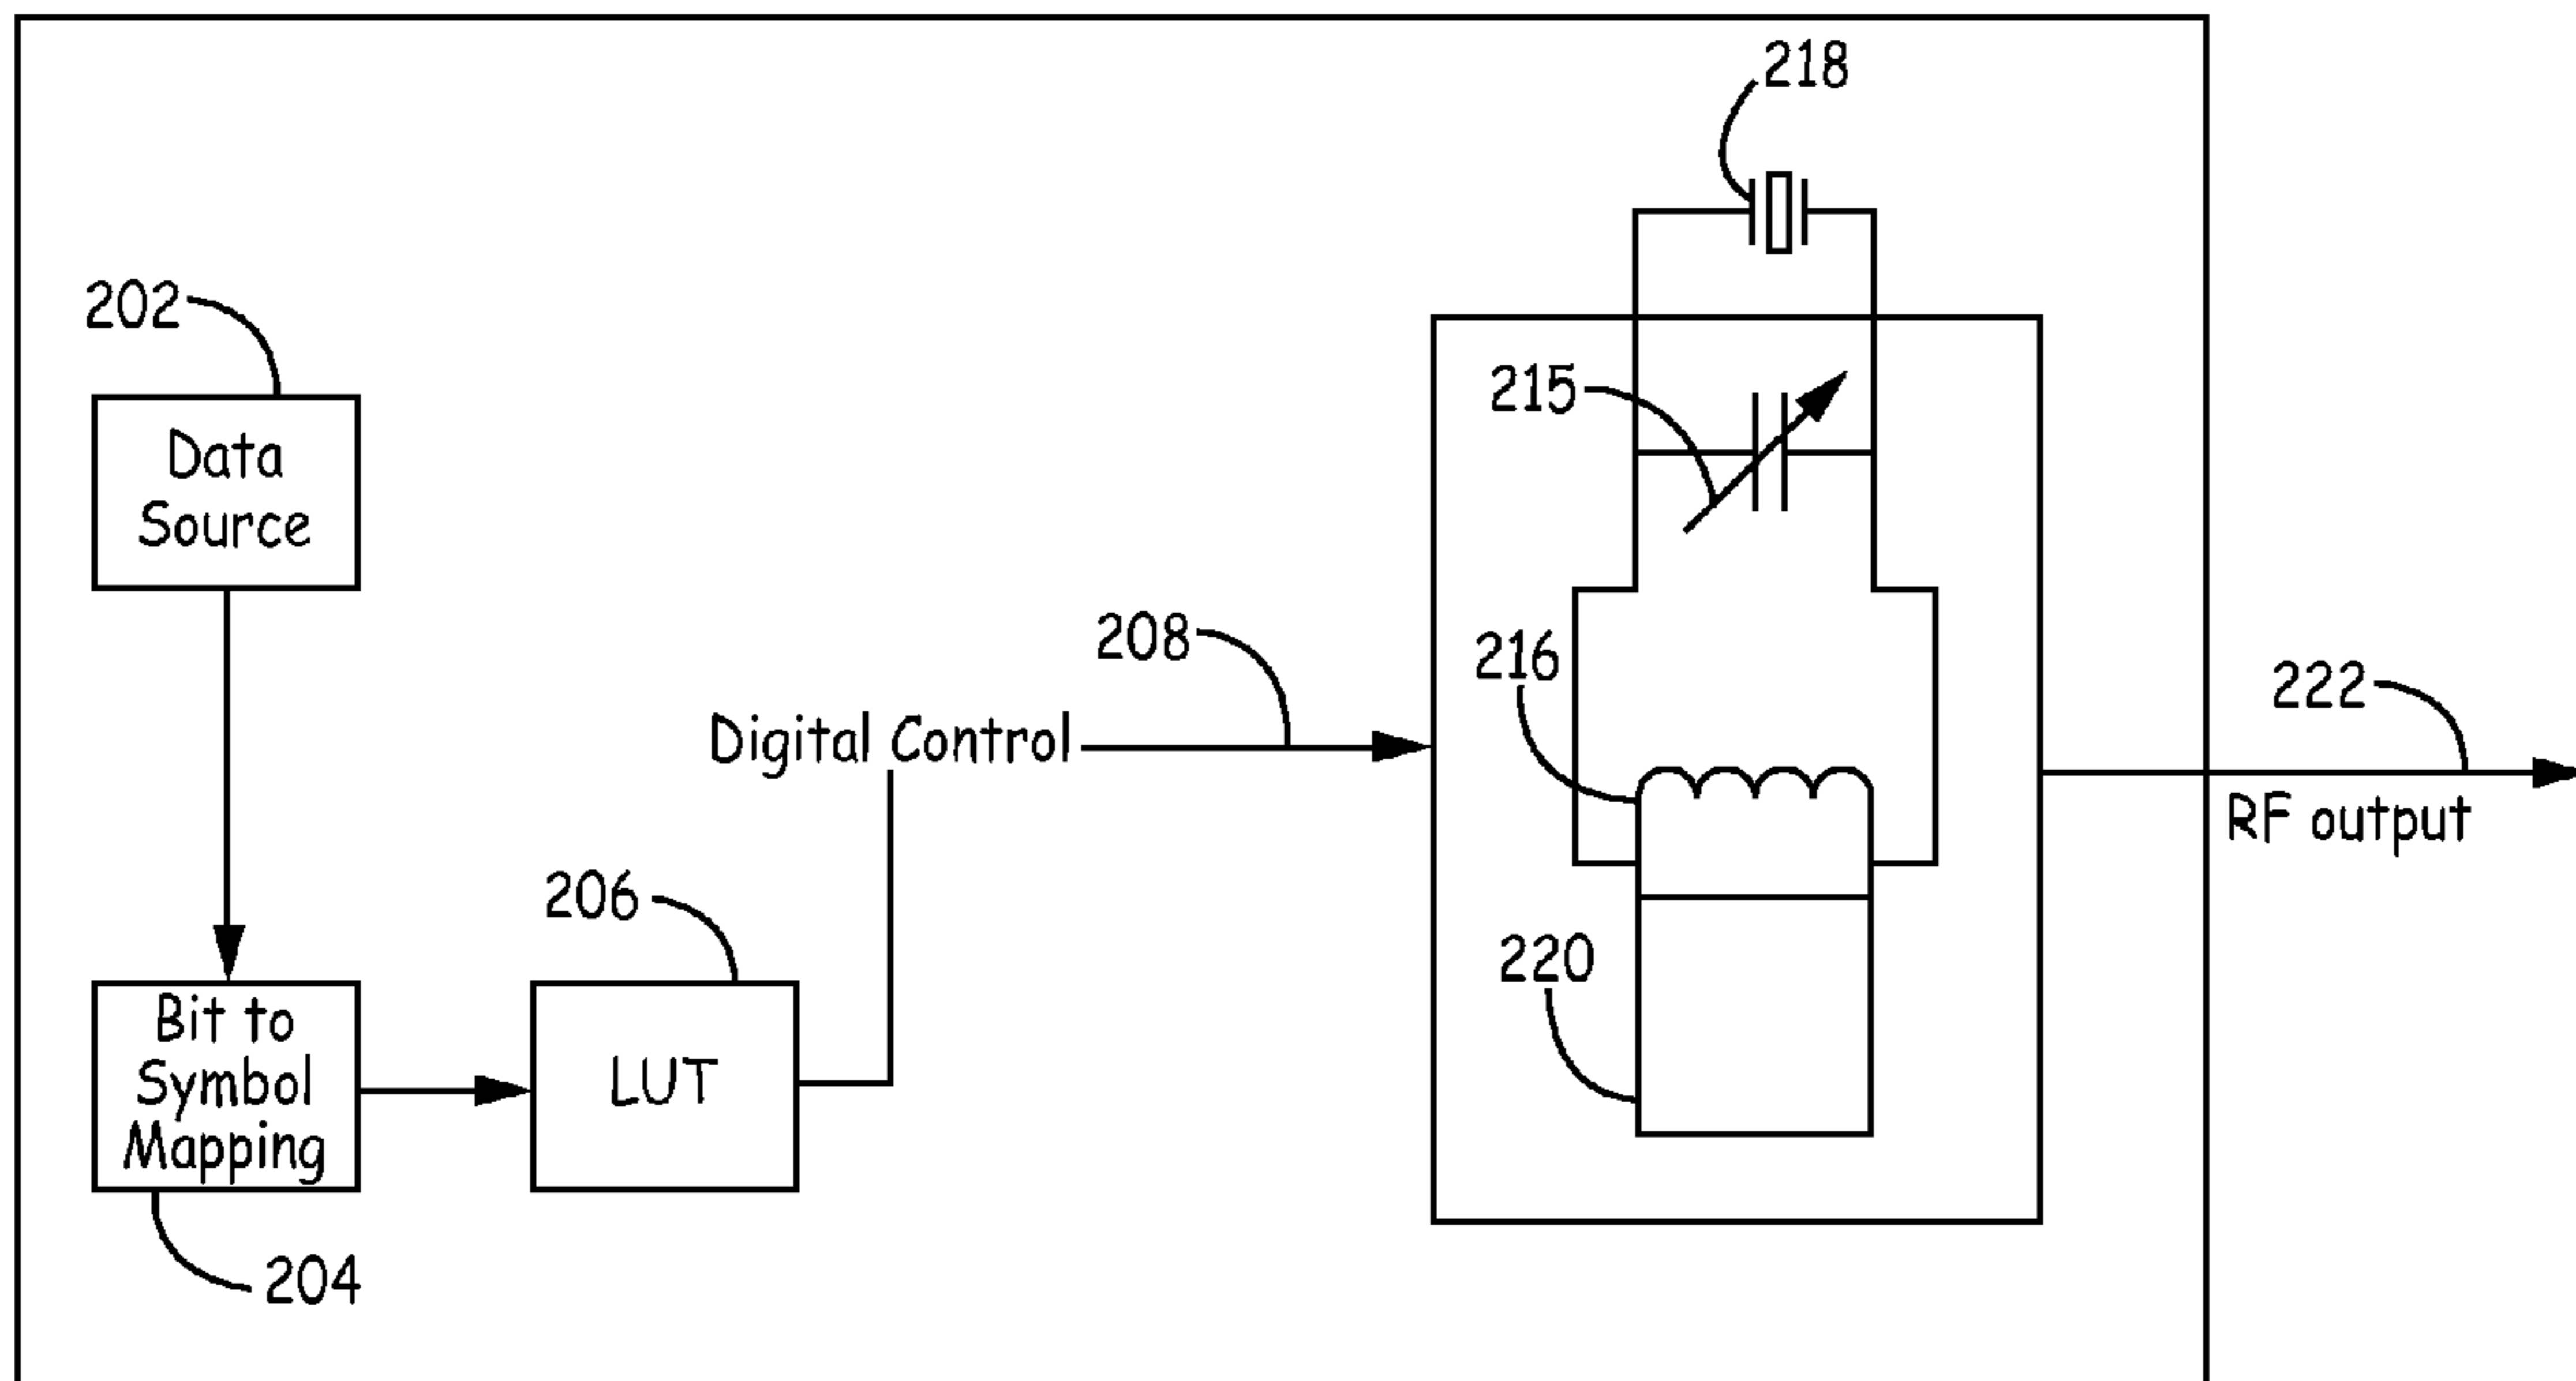 218
202
215
Data
Source
208
216
222
Digital Control
RF output
206
220
Bit to
Symbol
Mapping
LUT
204